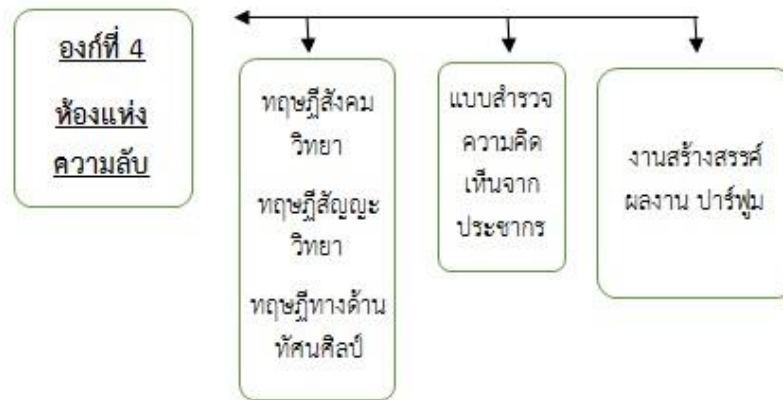 องก์ที่ 4
ห้องแห่ง
ความลับ
ทฤษฏีสังคม
วิทยา
ทฤษฏีสัญญะ
วิทยา
ทฤษฏีทางด้าน
ทัศนศิลป์
แบบสำรวจ
ความคิด
เห็นจาก
ประชากร
งานสร้างสรรค์
ผลงาน ปาร์ฟูม